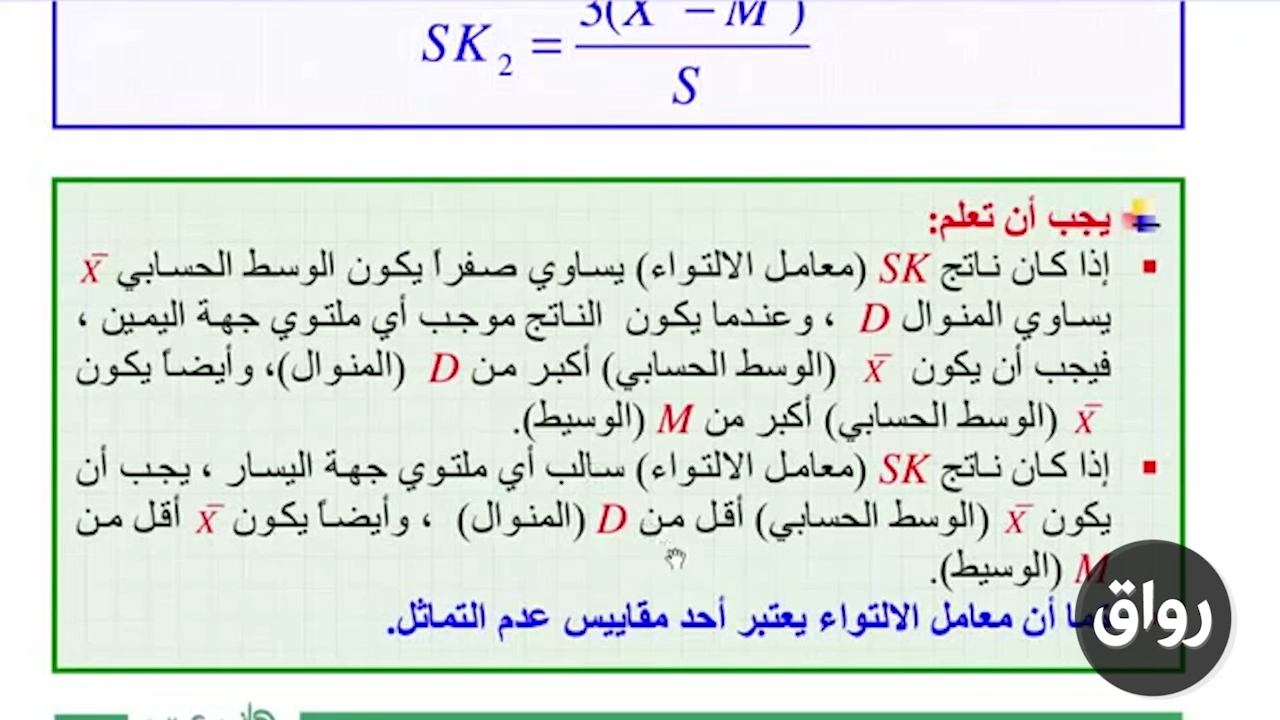 SK₂ = 3(X̄ − M) / S
يجب أن تعلم:
إذا كان ناتج SK (معامل الالتواء) يساوي صفراً يكون الوسط الحسابي X̄
يساوي المنوال D ، وعندما يكون الناتج موجب أي ملتوي جهة اليمين ،
فيجب أن يكون X̄ (الوسط الحسابي) أكبر من D (المنوال)، وأيضاً يكون
X̄ (الوسط الحسابي) أكبر من M (الوسيط).
إذا كان ناتج SK (معامل الالتواء) سالب أي ملتوي جهة اليسار ، يجب أن
يكون X̄ (الوسط الحسابي) أقل من D (المنوال) ، وأيضاً يكون X̄ أقل من
M (الوسيط).
أن معامل الالتواء يعتبر أحد مقاييس عدم التماثل.
رواق